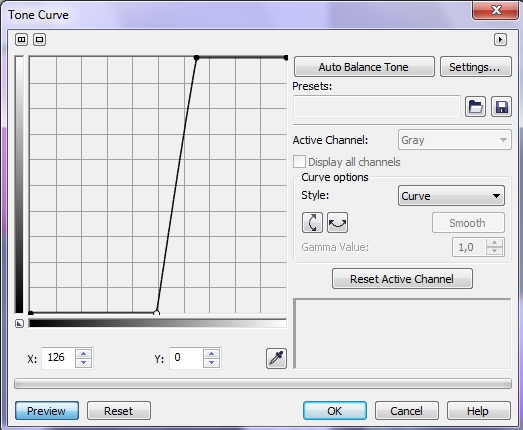 Tone Curve
Auto Balance Tone
Settings...
Presets:
Active Channel:
Gray
Display all channels
Curve options
Style:
Curve
Smooth
Gamma Value:
1,0
Reset Active Channel
X:
126
Y:
0
Preview
Reset
OK
Cancel
Help